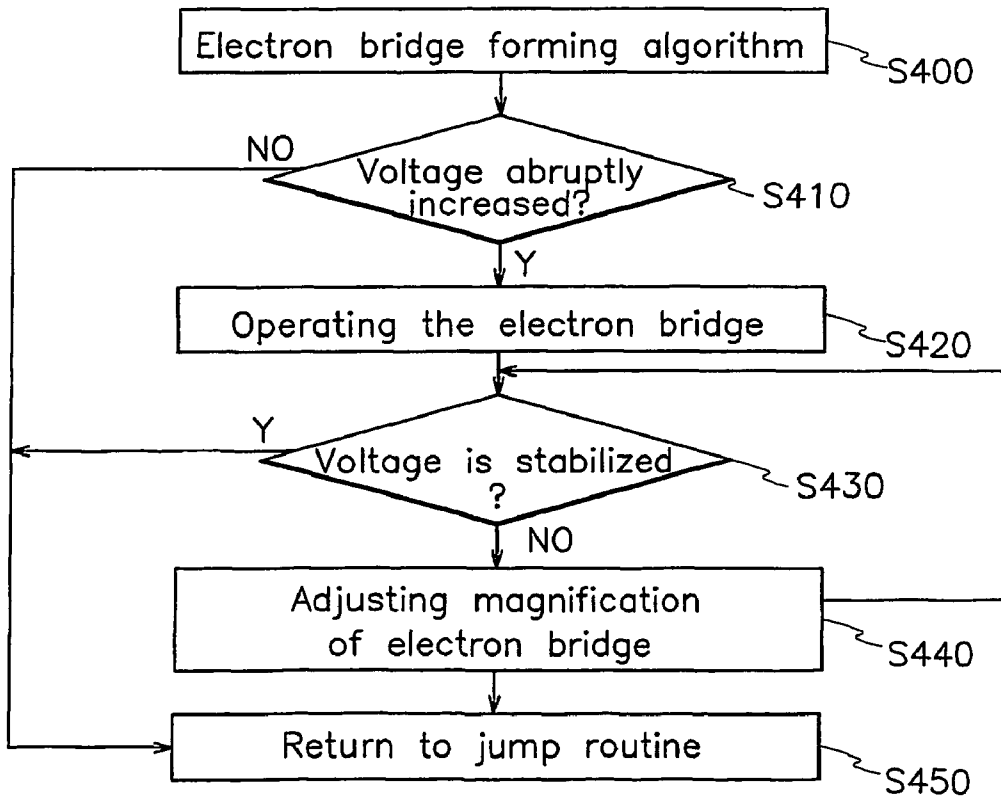 Electron bridge forming algorithm
S400
NO
Voltage abruptly
increased?
S410
Y
Operating the electron bridge
S420
Y
Voltage is stabilized
?
S430
NO
Adjusting magnification
of electron bridge
S440
Return to jump routine
S450